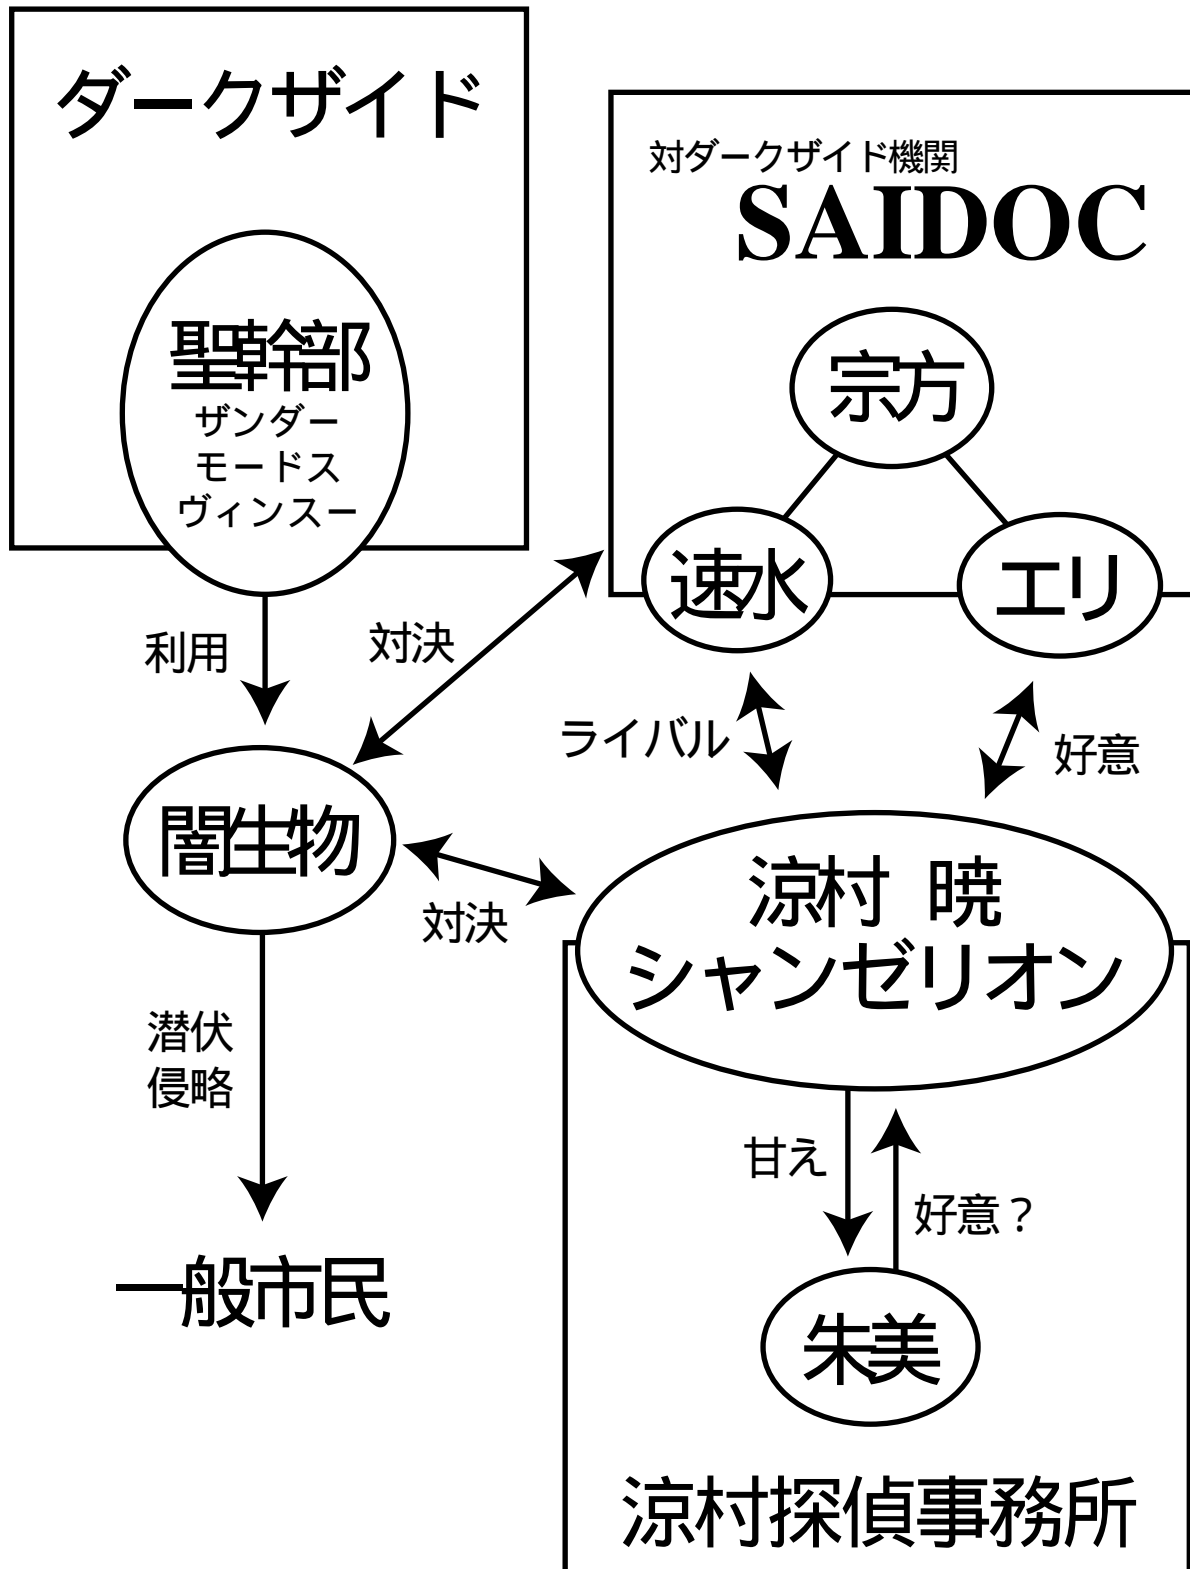 ダークザイド
聖幹部
ザンダー
モードス
ヴィンスー
対ダークザイド機関
SAIDOC
宗方
速水
エリ
利用
対決
ライバル
好意
闇生物
対決
涼村 暁
シャンゼリオン
潜伏
侵略
甘え
好意？
一般市民
朱美
涼村探偵事務所